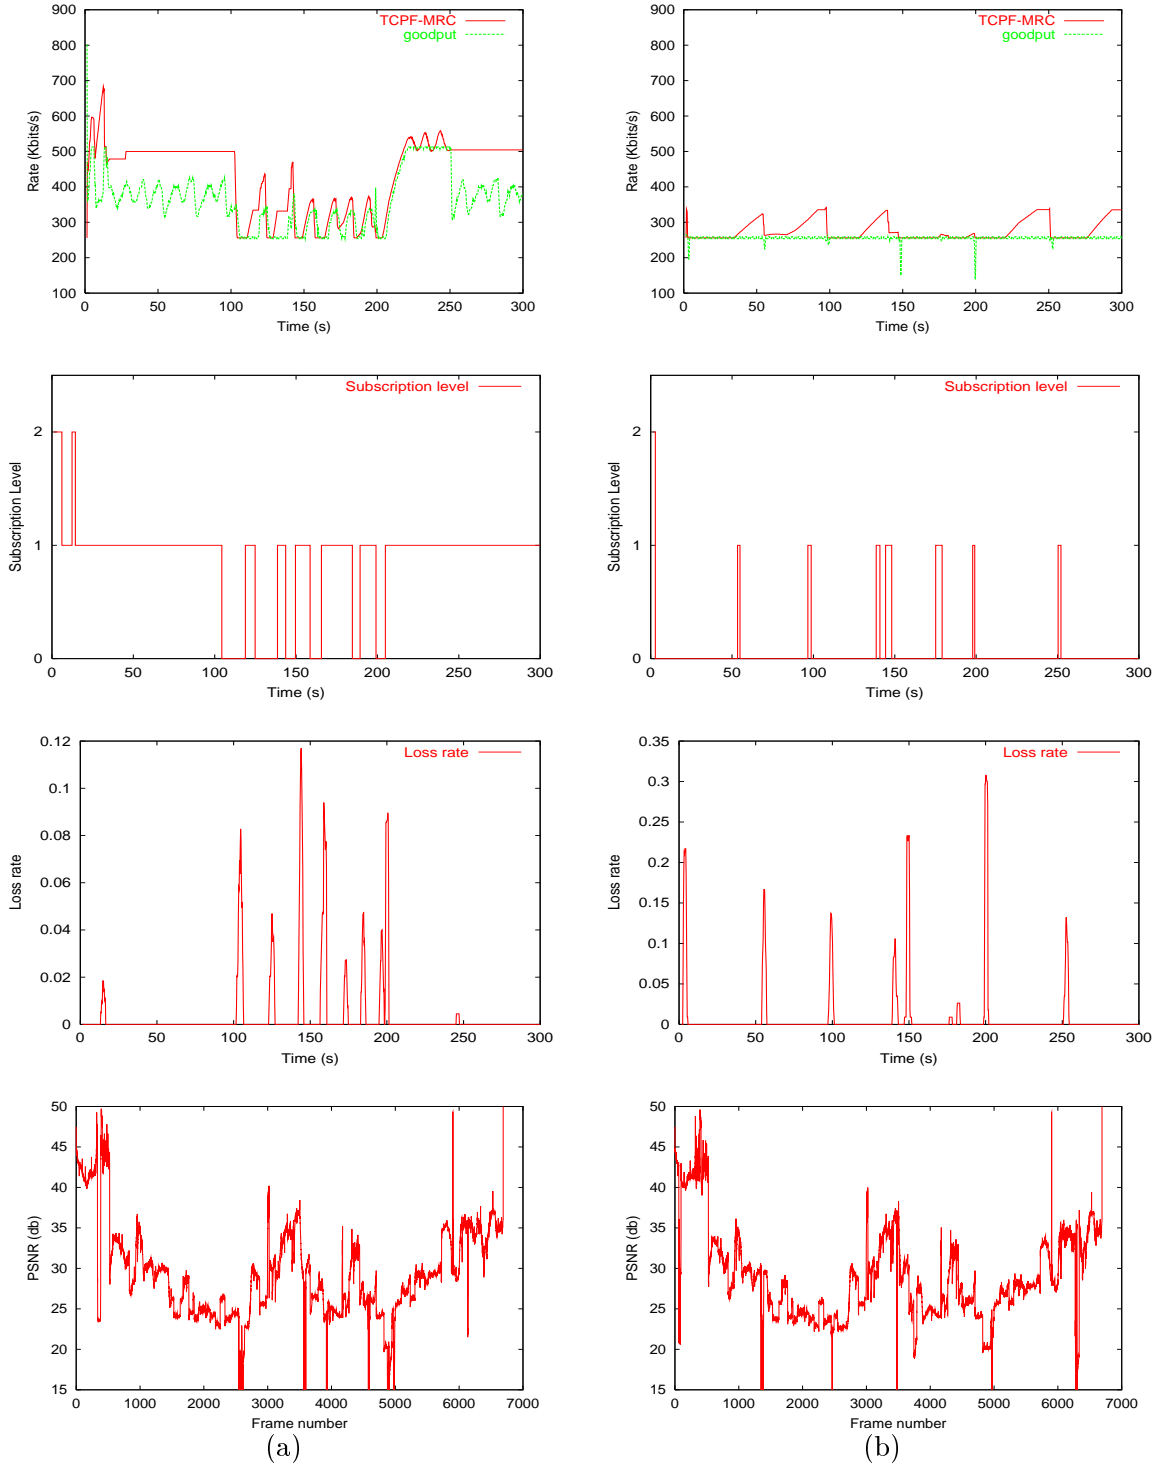 900
800
700
600
500
400
300
200
100
Rate (Kbits/s)
TCPF-MRC
goodput
0 50 100 150 200 250 300
Time (s)
900
800
700
600
500
400
300
200
100
Rate (Kbits/s)
TCPF-MRC
goodput
0 50 100 150 200 250 300
Time (s)
2
1
0
Subscription Level
Subscription level
0 50 100 150 200 250 300
Time (s)
2
1
0
Subscription Level
Subscription level
0 50 100 150 200 250 300
Time (s)
0.12
0.1
0.08
0.06
0.04
0.02
0
Loss rate
Loss rate
0 50 100 150 200 250 300
Time (s)
0.35
0.3
0.25
0.2
0.15
0.1
0.05
0
Loss rate
Loss rate
0 50 100 150 200 250 300
Time (s)
50
45
40
35
30
25
20
15
PSNR (db)
0 1000 2000 3000 4000 5000 6000 7000
Frame number
(a)
50
45
40
35
30
25
20
15
PSNR (db)
0 1000 2000 3000 4000 5000 6000 7000
Frame number
(b)